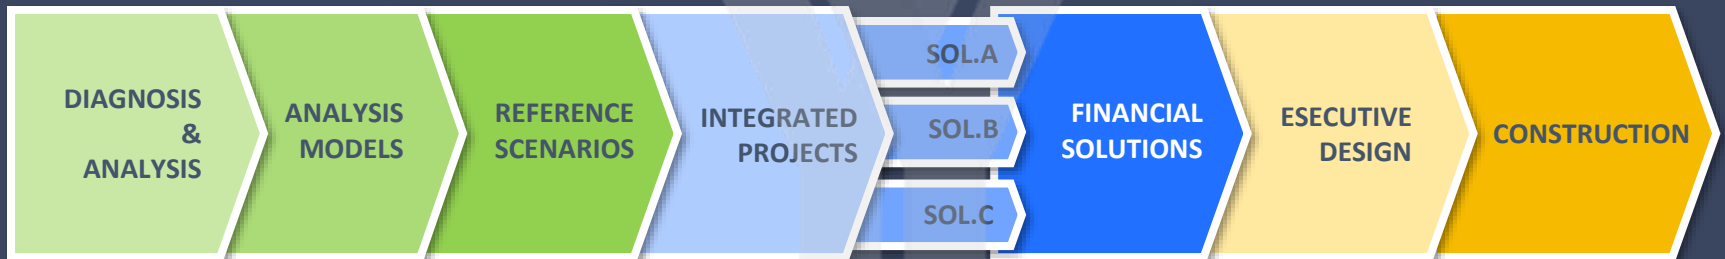 DIAGNOSIS
&
ANALYSIS
ANALYSIS
MODELS
REFERENCE
SCENARIOS
INTEGRATED
PROJECTS
SOL.A
SOL.B
SOL.C
FINANCIAL
SOLUTIONS
ESECUTIVE
DESIGN
CONSTRUCTION